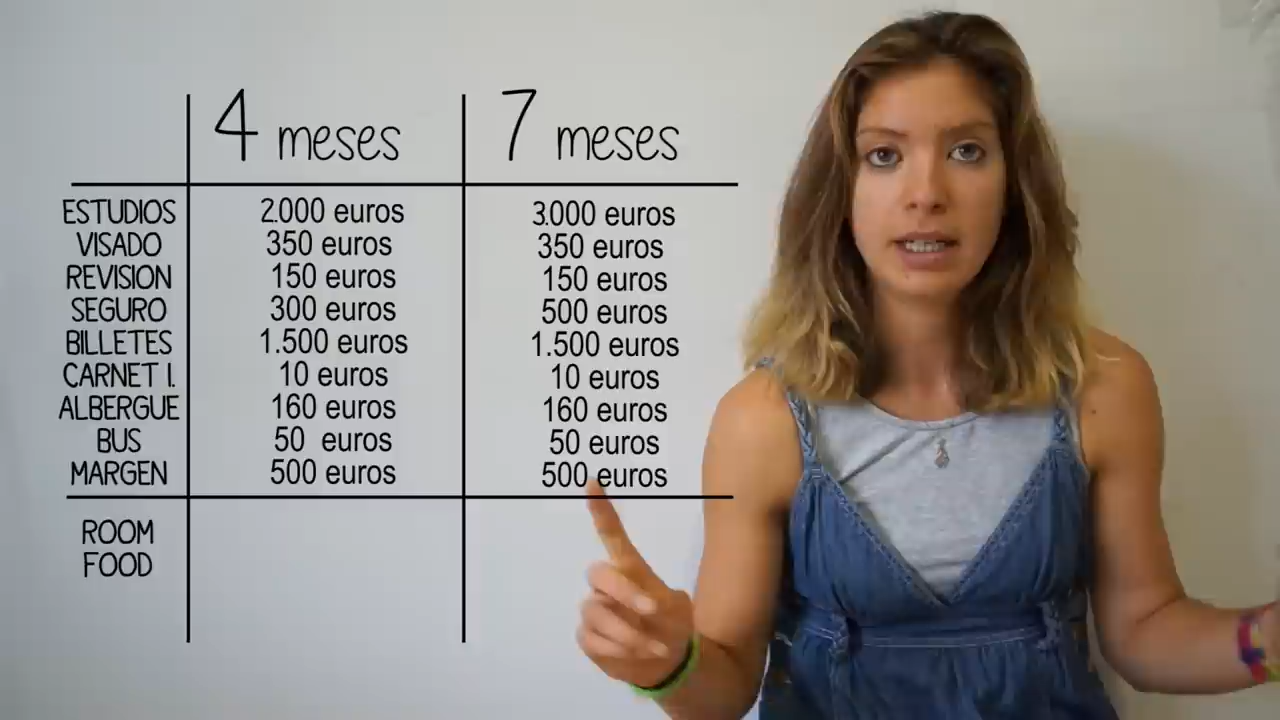 4 meses 7 meses
ESTUDIOS 2.000 euros 3.000 euros
VISADO 350 euros 350 euros
REVISION 150 euros 150 euros
SEGURO 300 euros 500 euros
BILLETES 1.500 euros 1.500 euros
CARNET I. 10 euros 10 euros
ALBERGUE 160 euros 160 euros
BUS 50 euros 50 euros
MARGEN 500 euros 500 euros
ROOM
FOOD